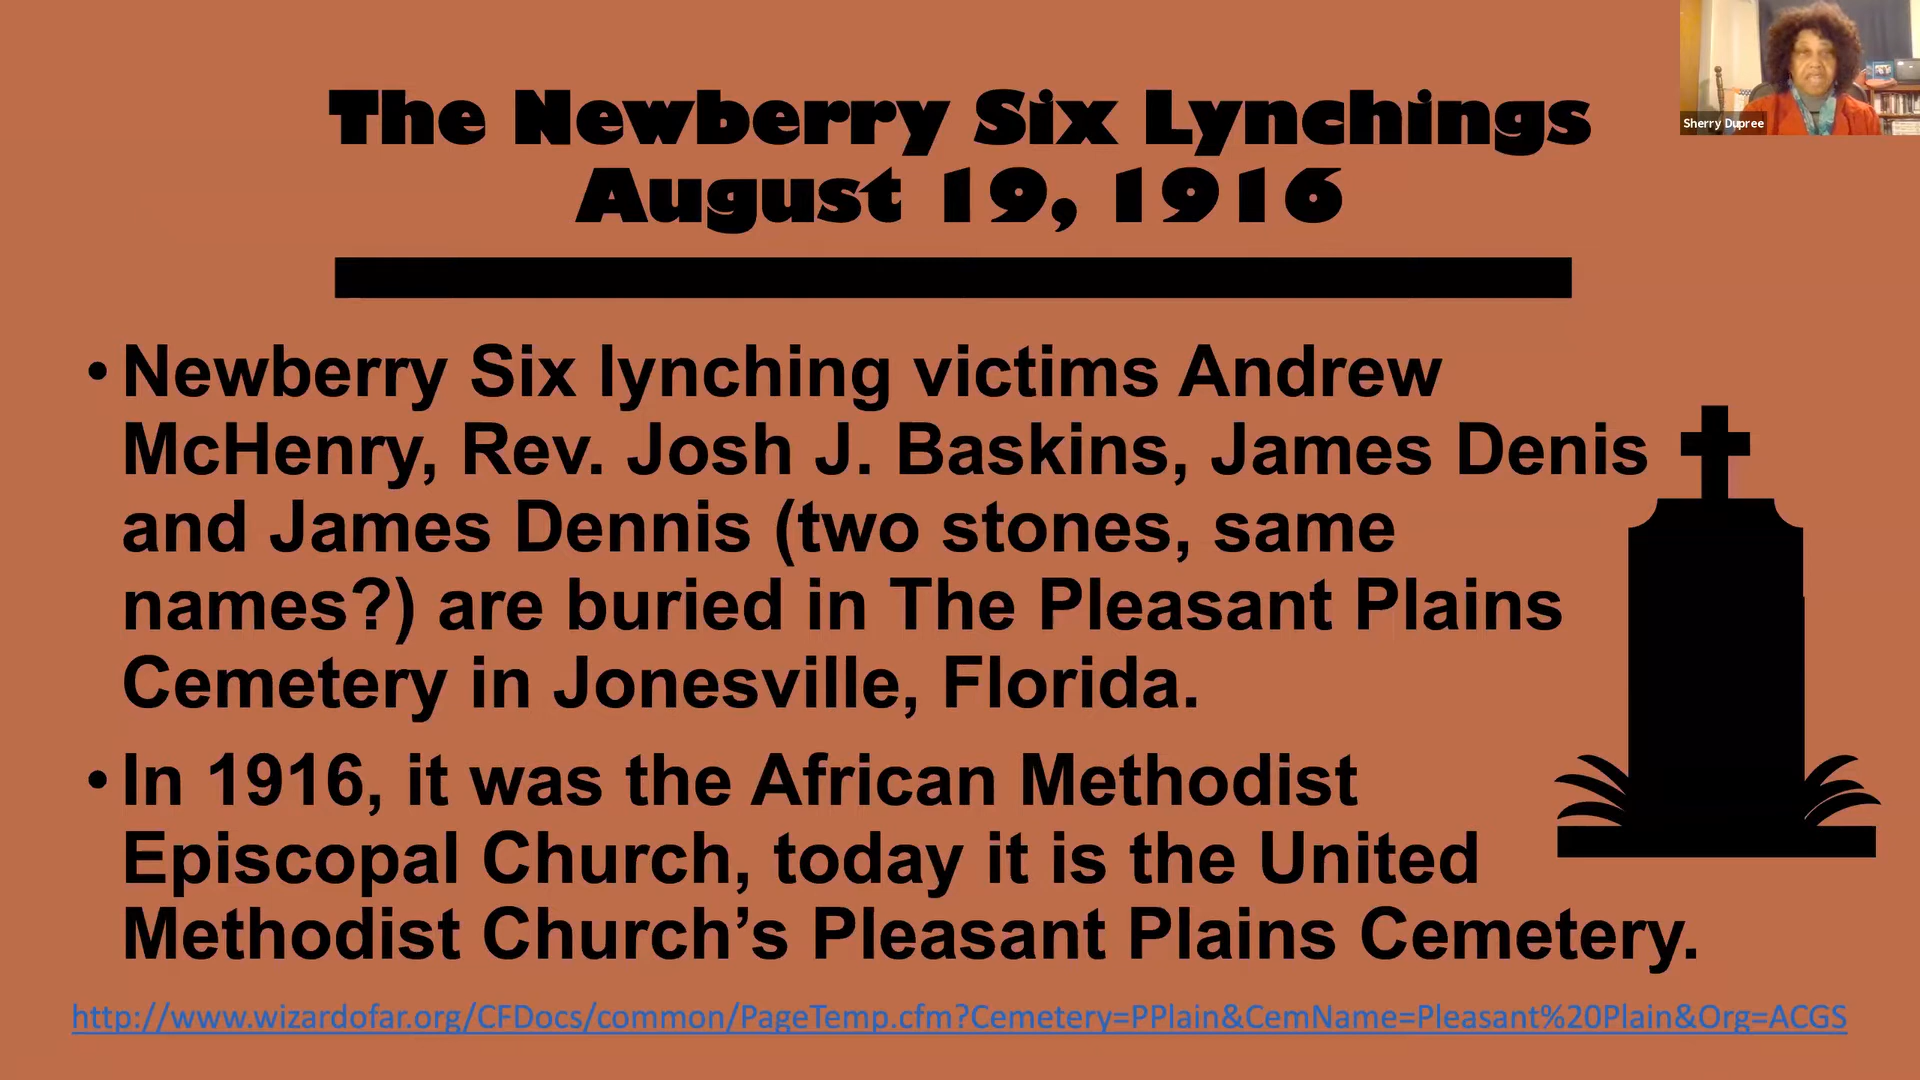 The Newberry Six Lynchings
August 19, 1916
Sherry Dupree
• Newberry Six lynching victims Andrew
McHenry, Rev. Josh J. Baskins, James Denis
and James Dennis (two stones, same
names?) are buried in The Pleasant Plains
Cemetery in Jonesville, Florida.
• In 1916, it was the African Methodist
Episcopal Church, today it is the United
Methodist Church’s Pleasant Plains Cemetery.
http://www.wizardofar.org/CFDocs/common/PageTemp.cfm?Cemetery=PPlain&CemName=Pleasant%20Plain&Org=ACGS